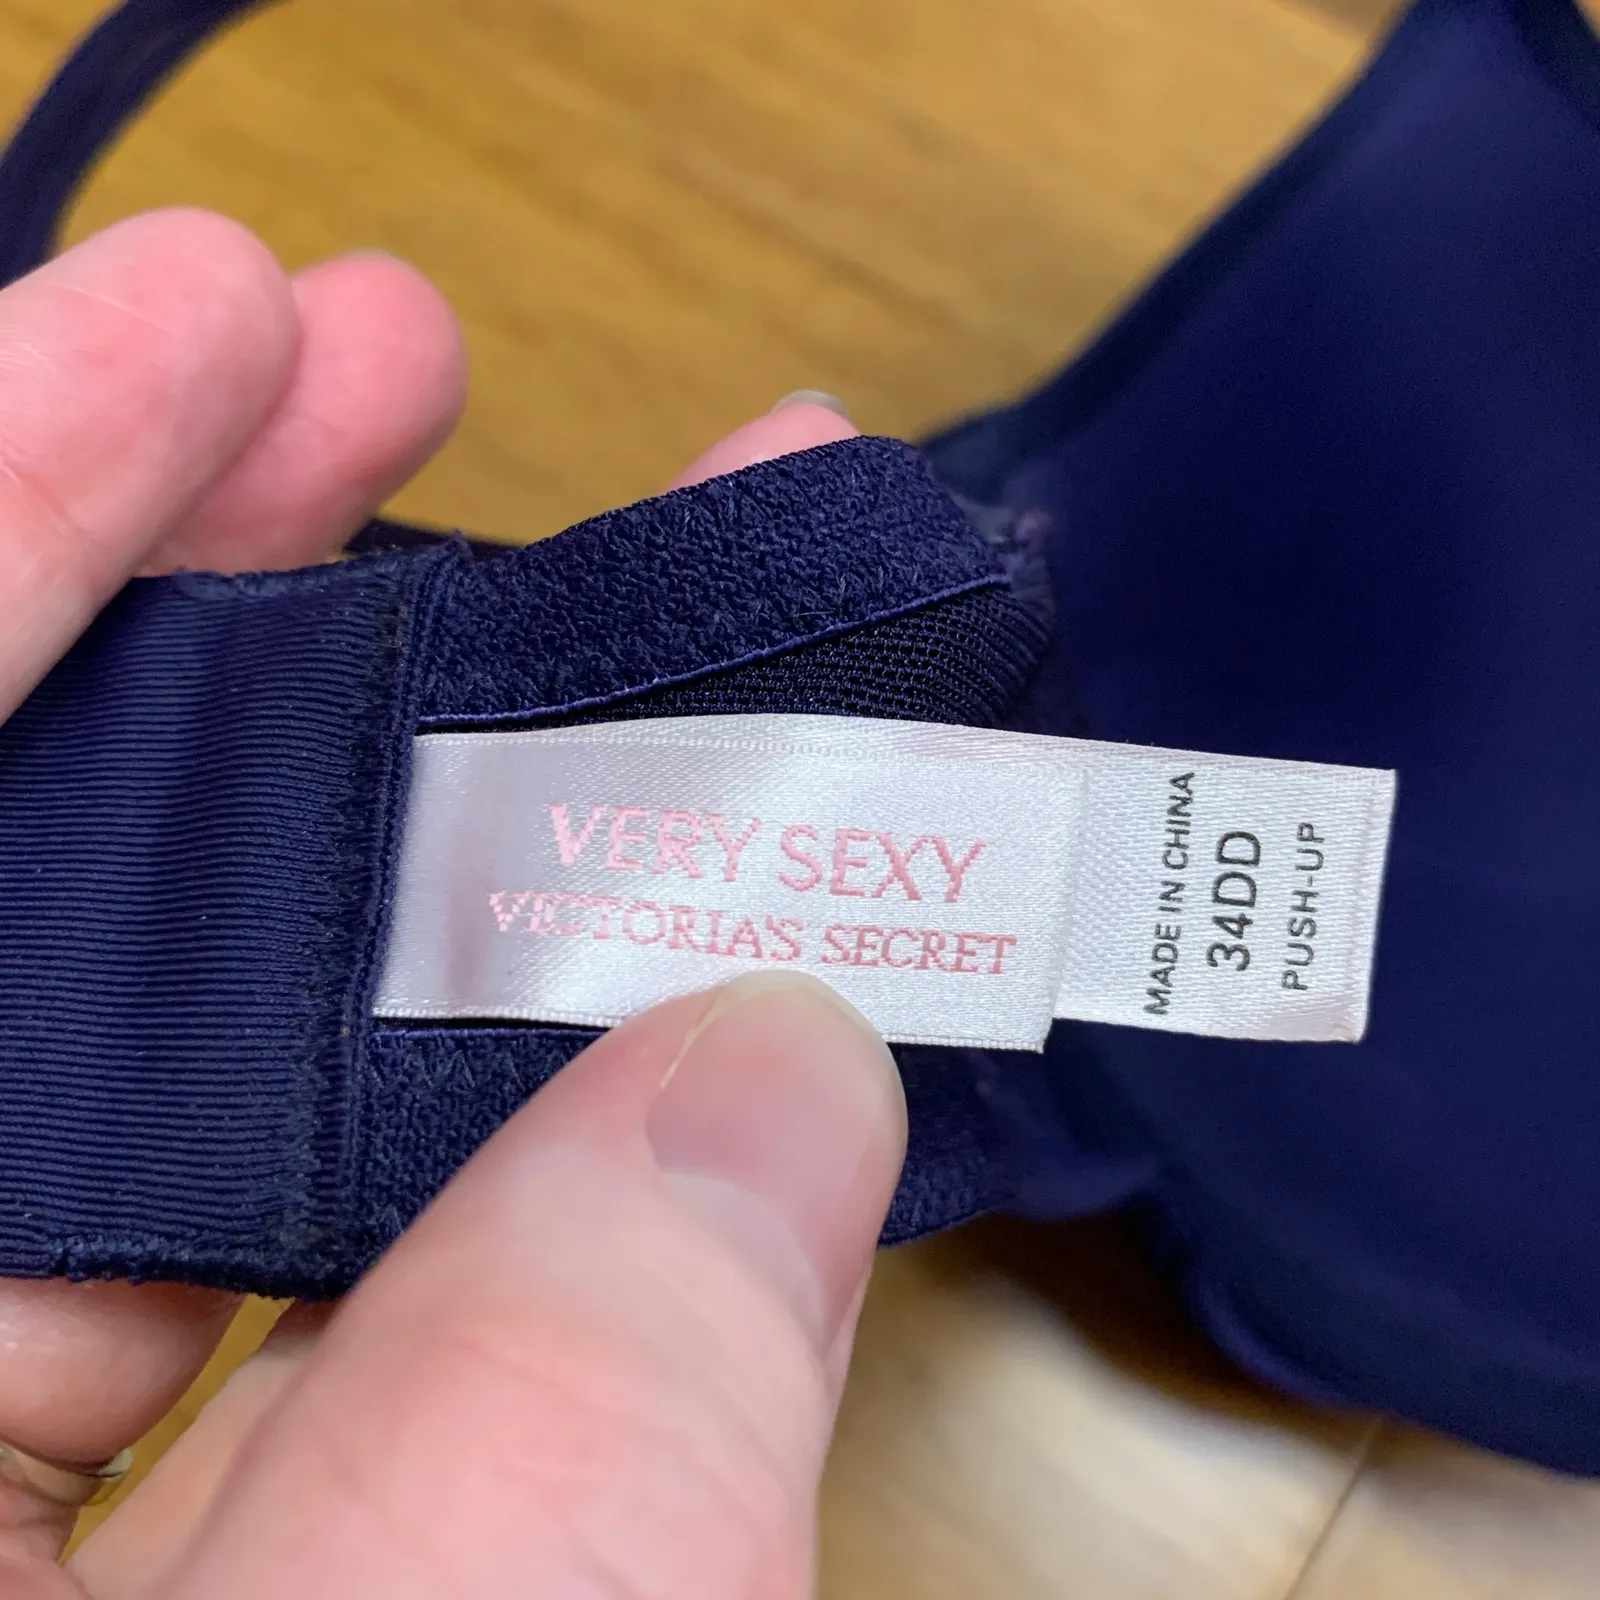 VERY SEXY
VICTORIA'S SECRET
MADE IN CHINA
34DD
PUSH-UP